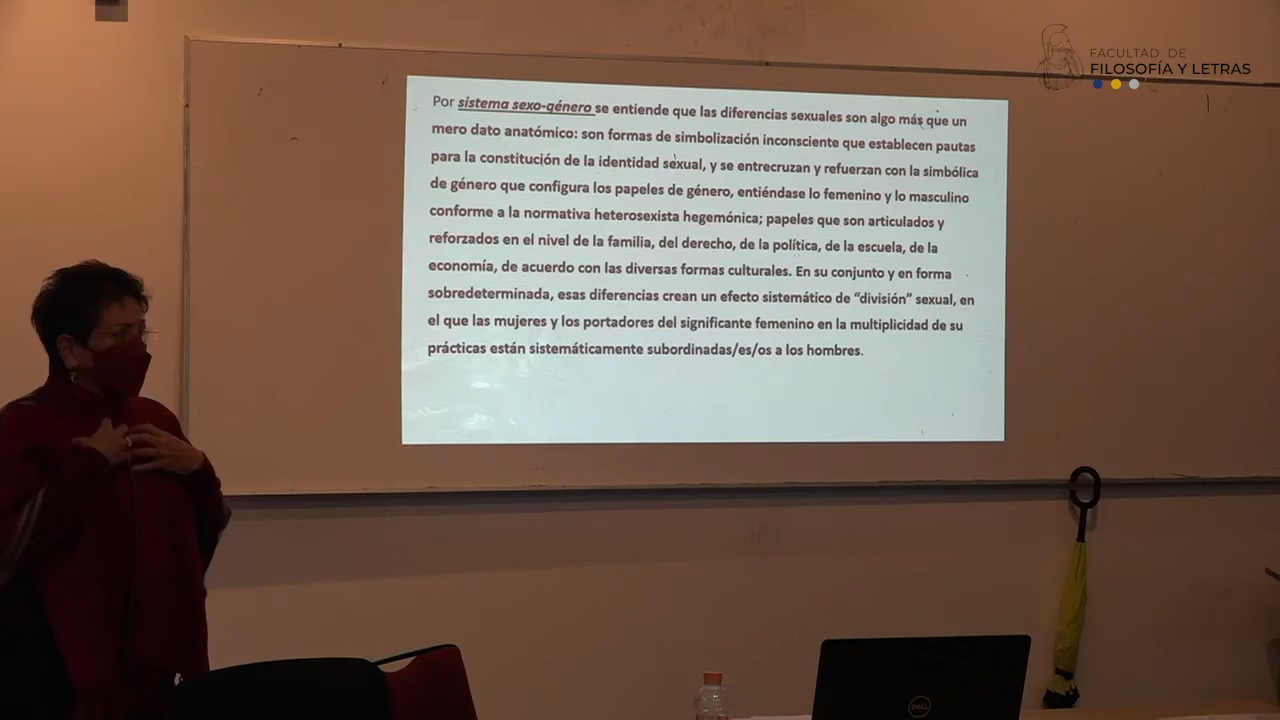 FACULTAD DE
FILOSOFÍA Y LETRAS
Por sistema sexo-género se entiende que las diferencias sexuales son algo más que un
mero dato anatómico: son formas de simbolización inconsciente que establecen pautas
para la constitución de la identidad sexual, y se entrecruzan y refuerzan con la simbólica
de género que configura los papeles de género, entiéndase lo femenino y lo masculino
conforme a la normativa heterosexista hegemónica; papeles que son articulados y
reforzados en el nivel de la familia, del derecho, de la política, de la escuela, de la
economía, de acuerdo con las diversas formas culturales. En su conjunto y en forma
sobredeterminada, esas diferencias crean un efecto sistemático de “división” sexual, en
el que las mujeres y los portadores del significante femenino en la multiplicidad de su
prácticas están sistemáticamente subordinadas/es/os a los hombres.
DELL